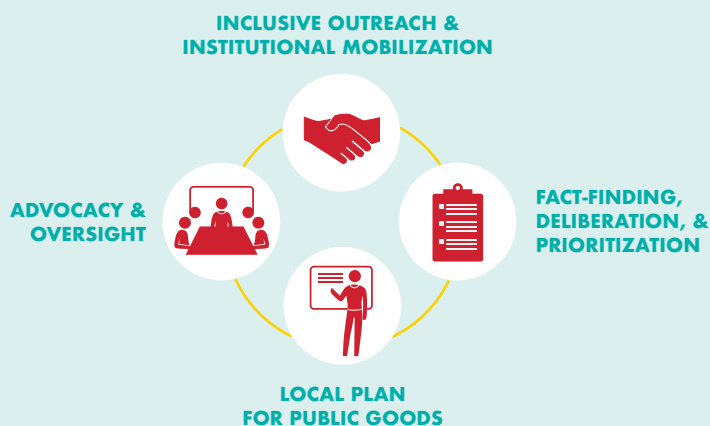 INCLUSIVE OUTREACH &
INSTITUTIONAL MOBILIZATION
FACT-FINDING,
DELIBERATION, &
PRIORITIZATION
LOCAL PLAN
FOR PUBLIC GOODS
ADVOCACY &
OVERSIGHT